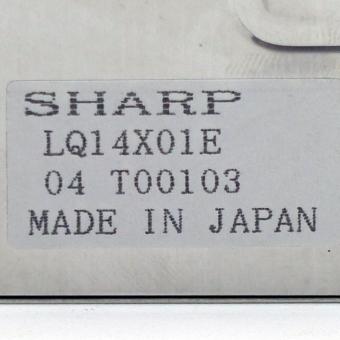 SHARP
LQ14X01E
04 T00103
MADE IN JAPAN